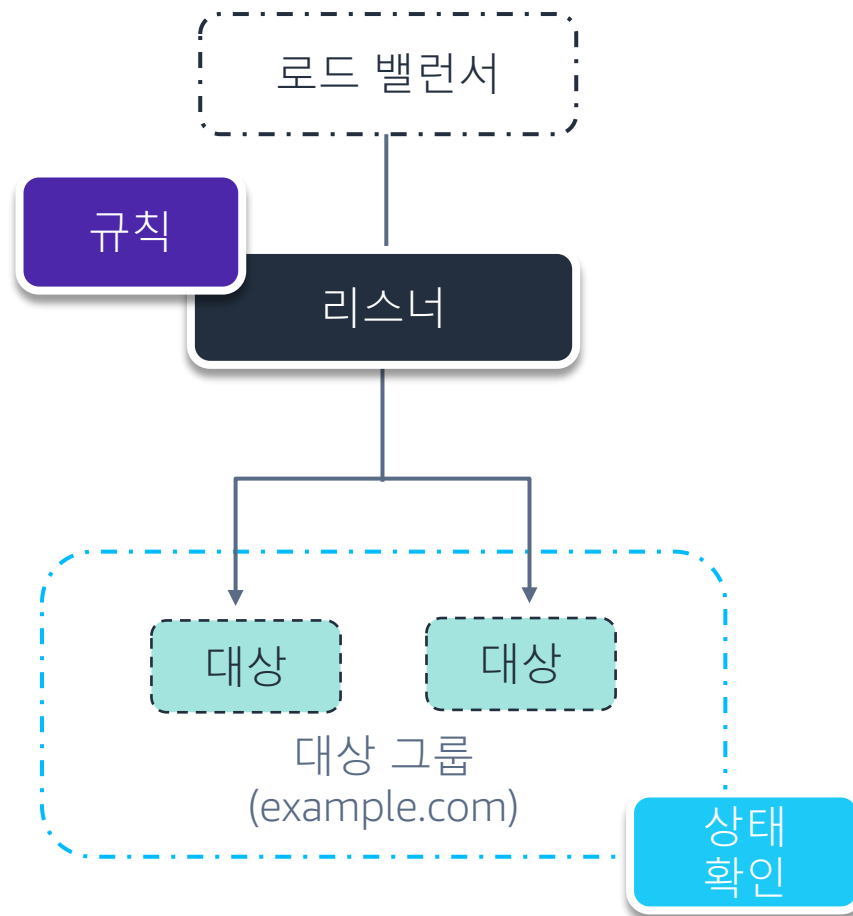 로드 밸런서
규칙
리스너
대상
대상
대상 그룹
(example.com)
상태
확인